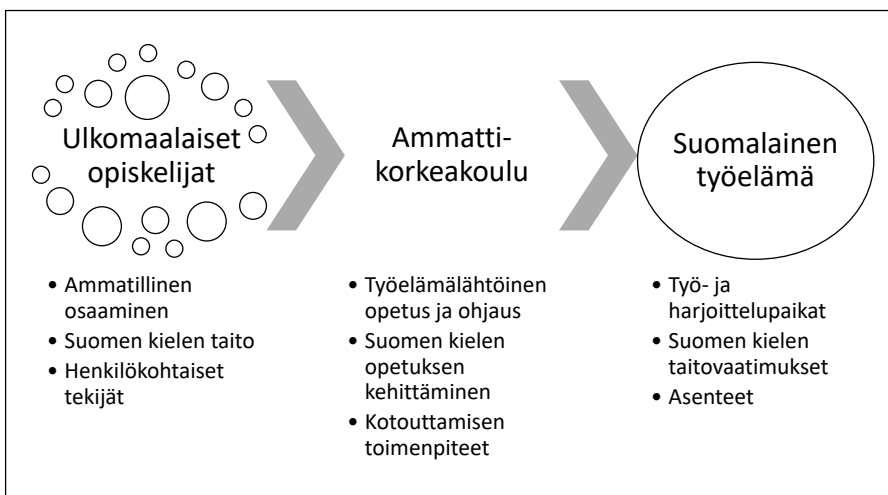 Ulkomaalaiset
opiskelijat
• Ammatillinen
osaaminen
• Suomen kielen taito
• Henkilökohtaiset
tekijät
Ammatti-
korkeakoulu
• Työelämälähtöinen
opetus ja ohjaus
• Suomen kielen
opetuksen
kehittäminen
• Kotouttamisen
toimenpiteet
Suomalainen
työelämä
• Työ- ja
harjoittelupaikat
• Suomen kielen
taitovaatimukset
• Asenteet